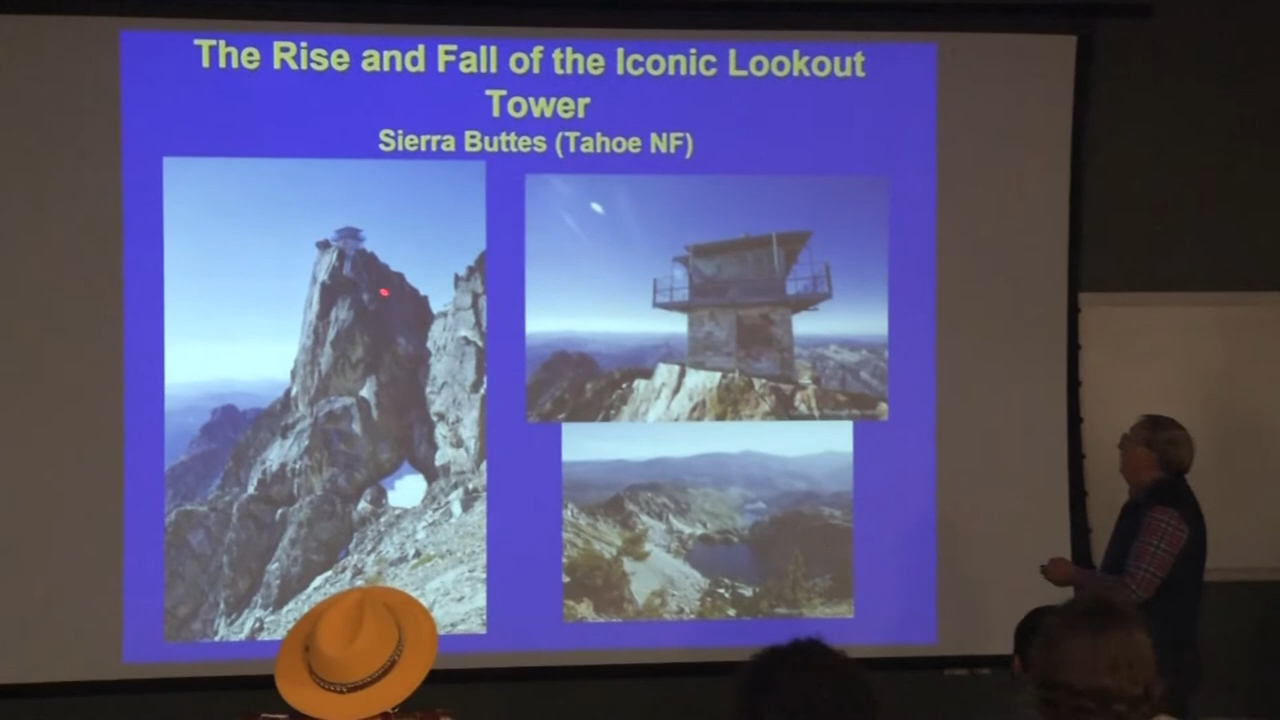 The Rise and Fall of the Iconic Lookout
Tower
Sierra Buttes (Tahoe NF)